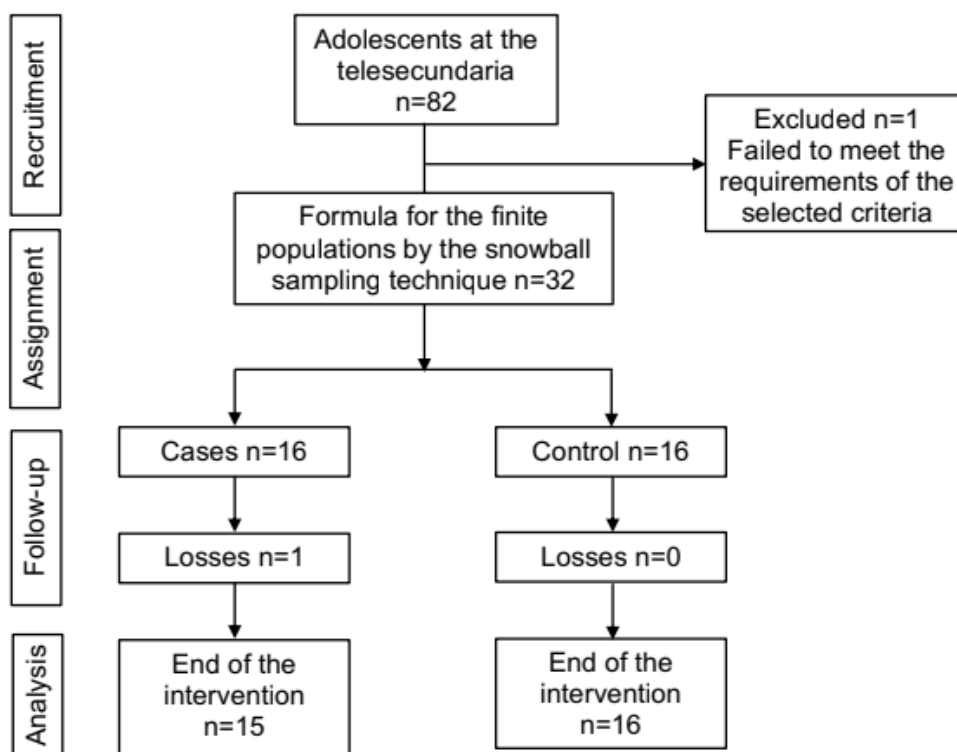 Recruitment
Adolescents at the
telesecundaria
n=82
Excluded n=1
Failed to meet the
requirements of the
selected criteria
Formula for the finite
populations by the snowball
sampling technique n=32
Assignment
Follow-up
Cases n=16
Control n=16
Losses n=1
Losses n=0
Analysis
End of the
intervention
n=15
End of the
intervention
n=16